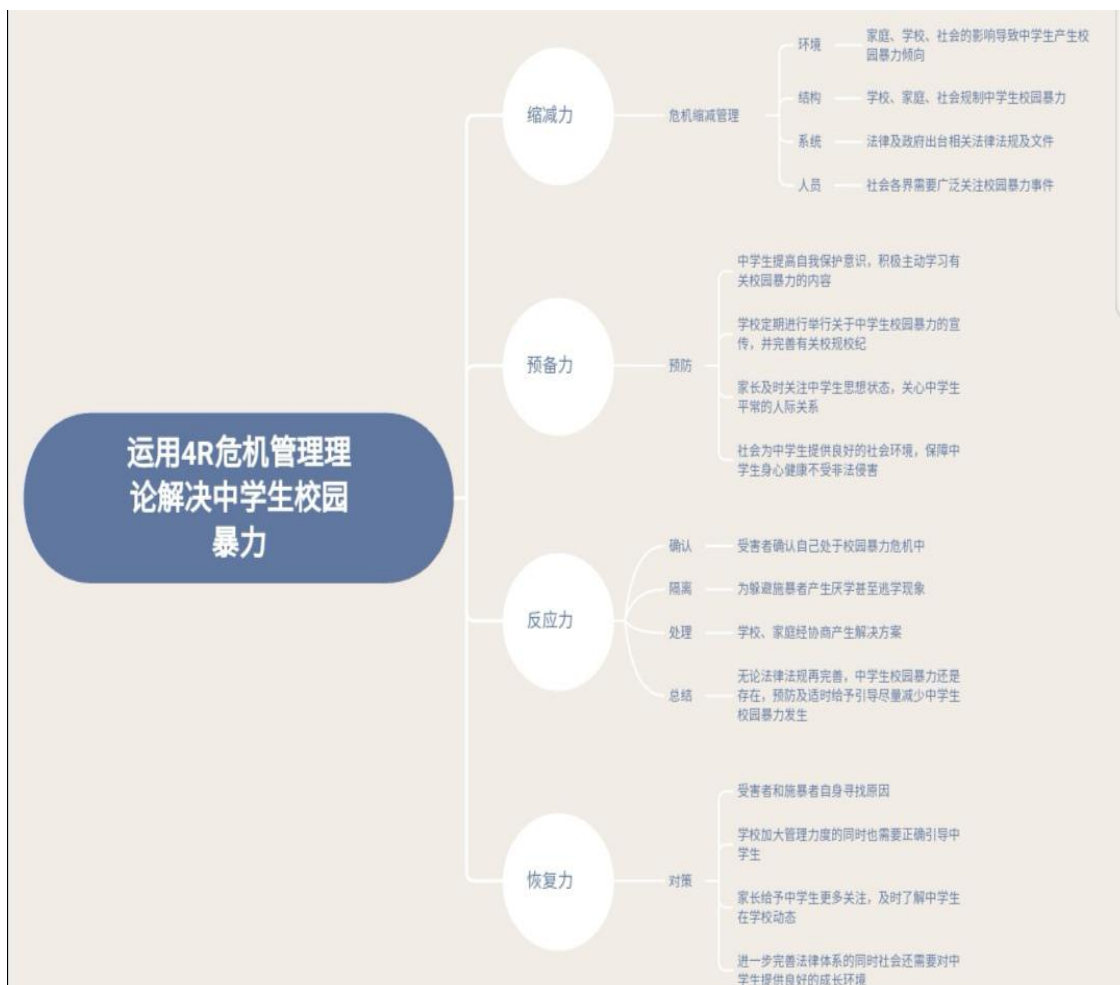 运用4R危机管理理
论解决中学生校园
暴力
缩减力
危机缩减管理
环境
家庭、学校、社会的影响导致中学生产生校
园暴力倾向
结构
学校、家庭、社会规制中学生校园暴力
系统
法律及政府出台相关法律法规及文件
人员
社会各界需要广泛关注校园暴力事件
预备力
预防
中学生提高自我保护意识，积极主动学习有
关校园暴力的内容
学校定期进行举行关于中学生校园暴力的宣
传，并完善有关校规校纪
家长及时关注中学生思想状态，关心中学生
平常的人际关系
社会为中学生提供良好的社会环境，保障中
学生身心健康不受非法侵害
反应力
确认
受害者确认自己处于校园暴力危机中
隔离
为躲避施暴者产生厌学甚至逃学现象
处理
学校、家庭经协商产生解决方案
总结
无论法律法规再完善，中学生校园暴力还是
存在，预防及适时给予引导尽量减少中学生
校园暴力发生
恢复力
对策
受害者和施暴者自身寻找原因
学校加大管理力度的同时也需要正确引导中
学生
家长给予中学生更多关注，及时了解中学生
在学校动态
进一步完善法律体系的同时社会还需要对中
学生提供良好的成长环境